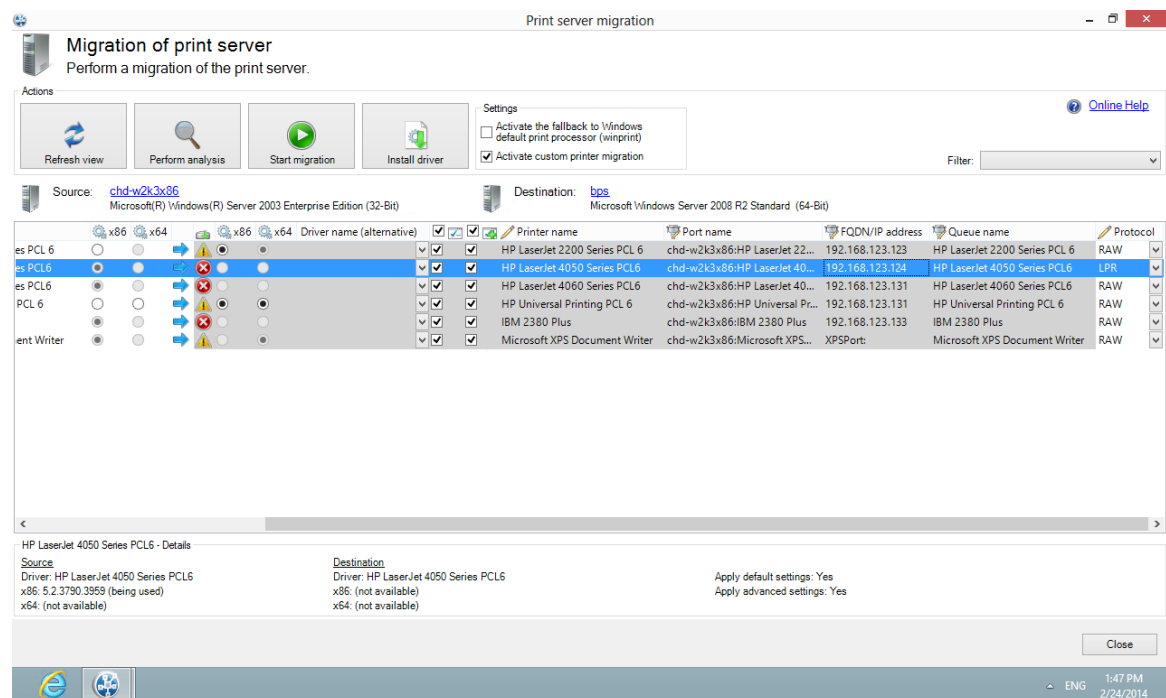 Print server migration
Migration of print server
Perform a migration of the print server.
Actions
Refresh view
Perform analysis
Start migration
Install driver
Settings
Activate the fallback to Windows
default print processor (winprint)
Activate custom printer migration
Online Help
Filter:
Source: chd-w2k3x86
Microsoft(R) Windows(R) Server 2003 Enterprise Edition (32-Bit)
Destination: bps
Microsoft Windows Server 2008 R2 Standard (64-Bit)
x86 x64 x86 x64 Driver name (alternative) Printer name Port name FQDN/IP address Queue name Protocol
es PCL 6 HP LaserJet 2200 Series PCL 6 chd-w2k3x86:HP LaserJet 22... 192.168.123.123 HP LaserJet 2200 Series PCL 6 RAW
es PCL6 HP LaserJet 4050 Series PCL6 chd-w2k3x86:HP LaserJet 40... 192.168.123.124 HP LaserJet 4050 Series PCL6 LPR
es PCL6 HP LaserJet 4060 Series PCL6 chd-w2k3x86:HP LaserJet 40... 192.168.123.131 HP LaserJet 4060 Series PCL6 RAW
PCL 6 HP Universal Printing PCL 6 chd-w2k3x86:HP Universal Pr... 192.168.123.131 HP Universal Printing PCL 6 RAW
IBM 2380 Plus chd-w2k3x86:IBM 2380 Plus 192.168.123.133 IBM 2380 Plus RAW
ent Writer Microsoft XPS Document Writer chd-w2k3x86:Microsoft XPS... XPSPort: Microsoft XPS Document Writer RAW
HP LaserJet 4050 Series PCL6 - Details
Source
Driver: HP LaserJet 4050 Series PCL6
x86: 5.2.3790.3959 (being used)
x64: (not available)
Destination
Driver: HP LaserJet 4050 Series PCL6
x86: (not available)
x64: (not available)
Apply default settings: Yes
Apply advanced settings: Yes
Close
ENG
1:47 PM
2/24/2014